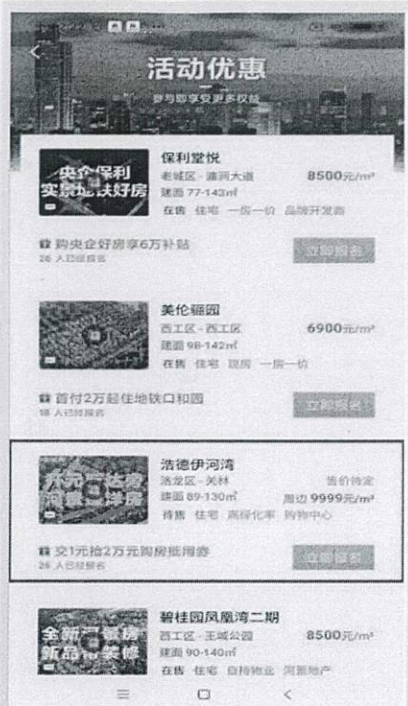 活动优惠
参与即享受更多权益
央企保利
实景地铁好房
保利堂悦
老城区-瀍涧大道 8500元/m²
建面 77-143㎡
在售 住宅 一房一价 品牌开发商
购央企好房享6万补贴
26 人已经报名
立即报名
美伦骊园
西工区-西工区 6900元/m²
建面 98-142㎡
在售 住宅 现房 一房一价
首付2万起住地铁口和园
18 人已经报名
立即报名
浩德伊河湾
洛龙区-关林 售价待定
建面 89-130㎡ 周边 9999元/m²
待售 住宅 高绿化率 购物中心
交1元抢2万元购房抵用券
26 人已经报名
立即报名
碧桂园凤凰湾二期
西工区-王城公园 8500元/m²
建面 90-140㎡
在售 住宅 自持物业